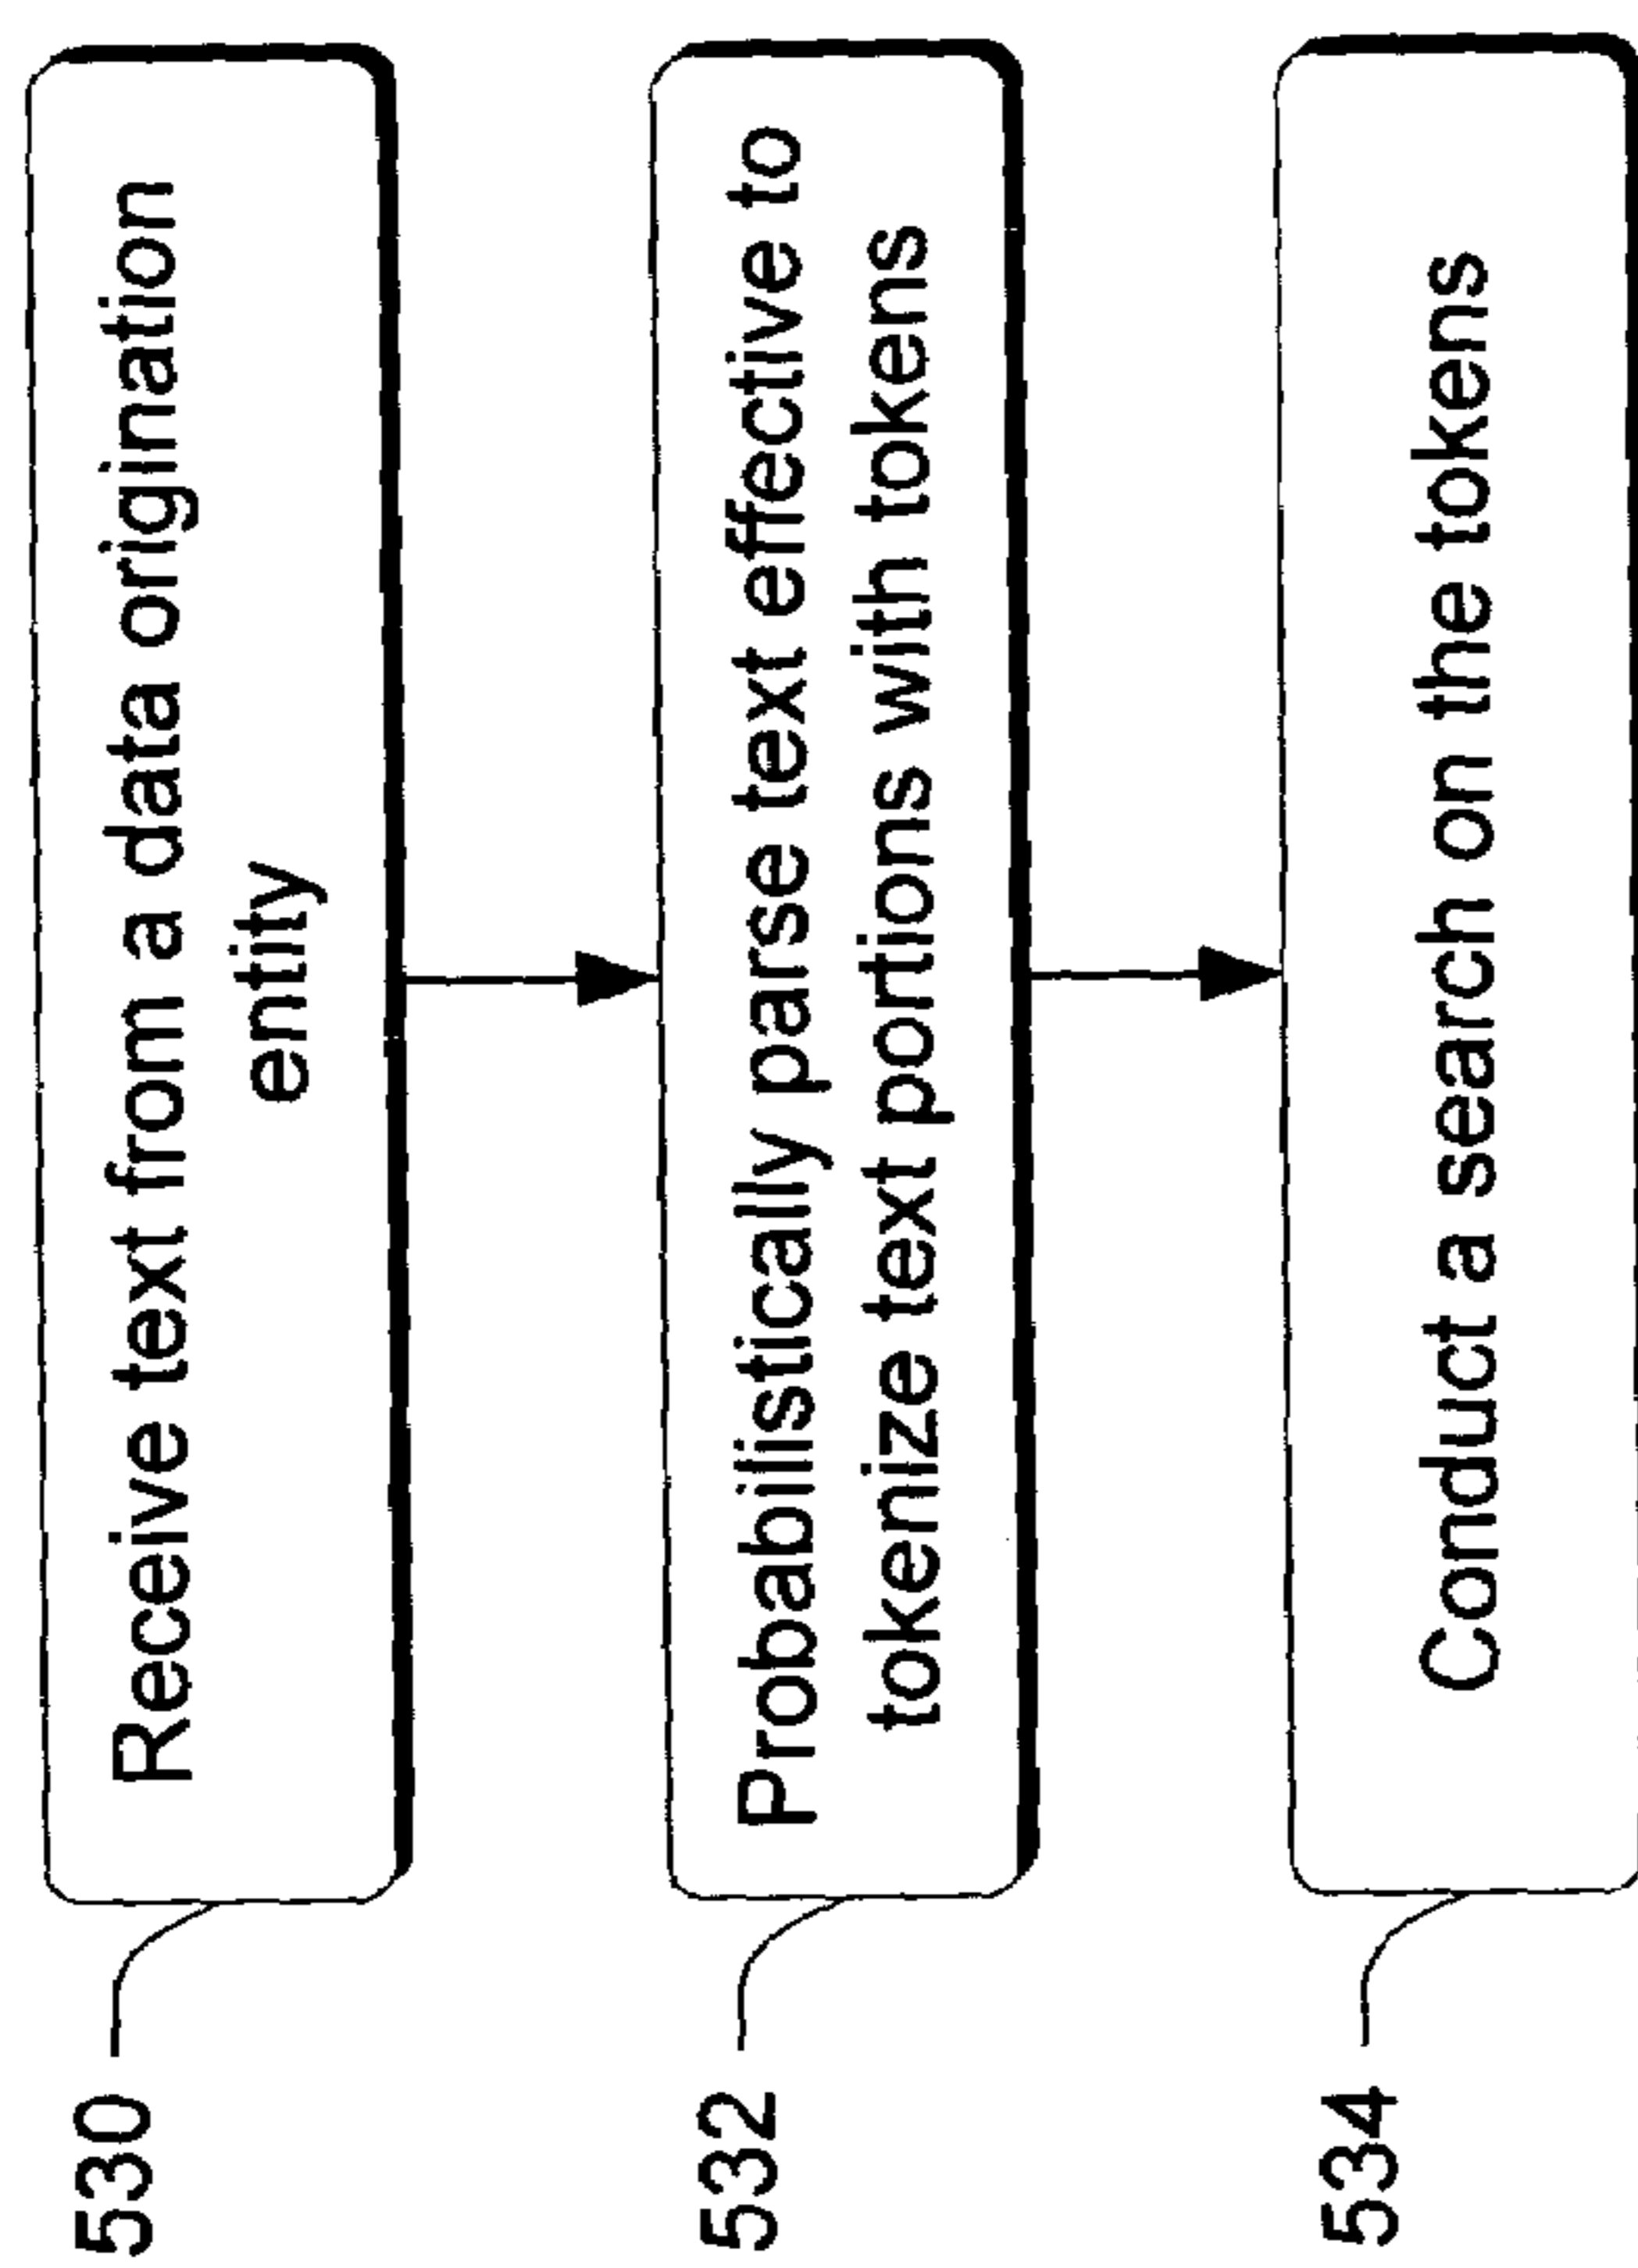 530
Receive text from a data origination
entity
532
Probabilistically parse text effective to
tokenize text portions with tokens
534
Conduct a search on the tokens